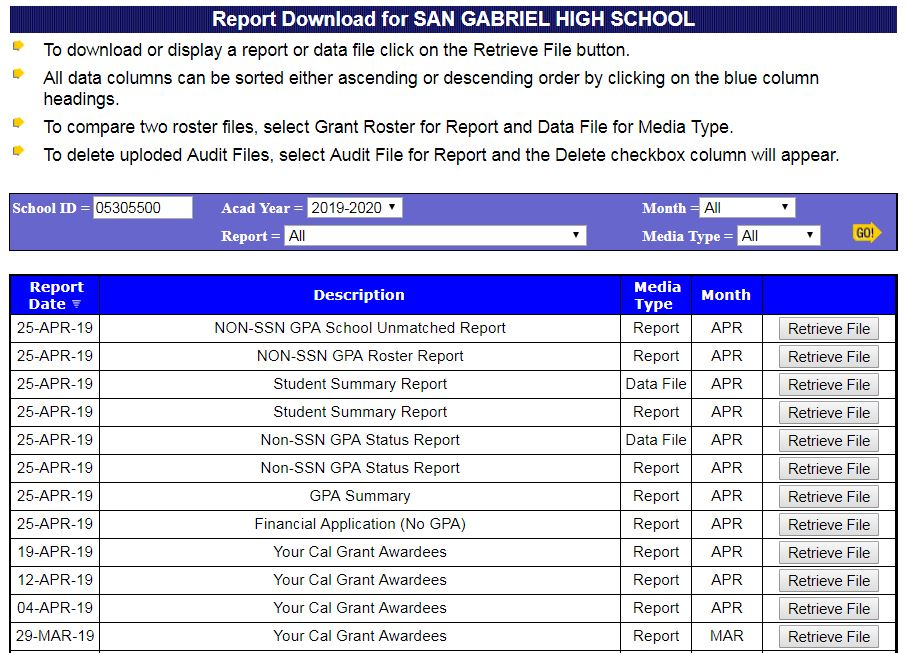 Report Download for SAN GABRIEL HIGH SCHOOL
To download or display a report or data file click on the Retrieve File button.
All data columns can be sorted either ascending or descending order by clicking on the blue column
headings.
To compare two roster files, select Grant Roster for Report and Data File for Media Type.
To delete uploded Audit Files, select Audit File for Report and the Delete checkbox column will appear.
School ID = 05305500 Acad Year = 2019-2020 Month = All
Report = All Media Type = All GO!
Report Date Description Media Type Month
25-APR-19 NON-SSN GPA School Unmatched Report Report APR Retrieve File
25-APR-19 NON-SSN GPA Roster Report Report APR Retrieve File
25-APR-19 Student Summary Report Data File APR Retrieve File
25-APR-19 Student Summary Report Report APR Retrieve File
25-APR-19 Non-SSN GPA Status Report Data File APR Retrieve File
25-APR-19 Non-SSN GPA Status Report Report APR Retrieve File
25-APR-19 GPA Summary Report APR Retrieve File
25-APR-19 Financial Application (No GPA) Report APR Retrieve File
19-APR-19 Your Cal Grant Awardees Report APR Retrieve File
12-APR-19 Your Cal Grant Awardees Report APR Retrieve File
04-APR-19 Your Cal Grant Awardees Report APR Retrieve File
29-MAR-19 Your Cal Grant Awardees Report MAR Retrieve File